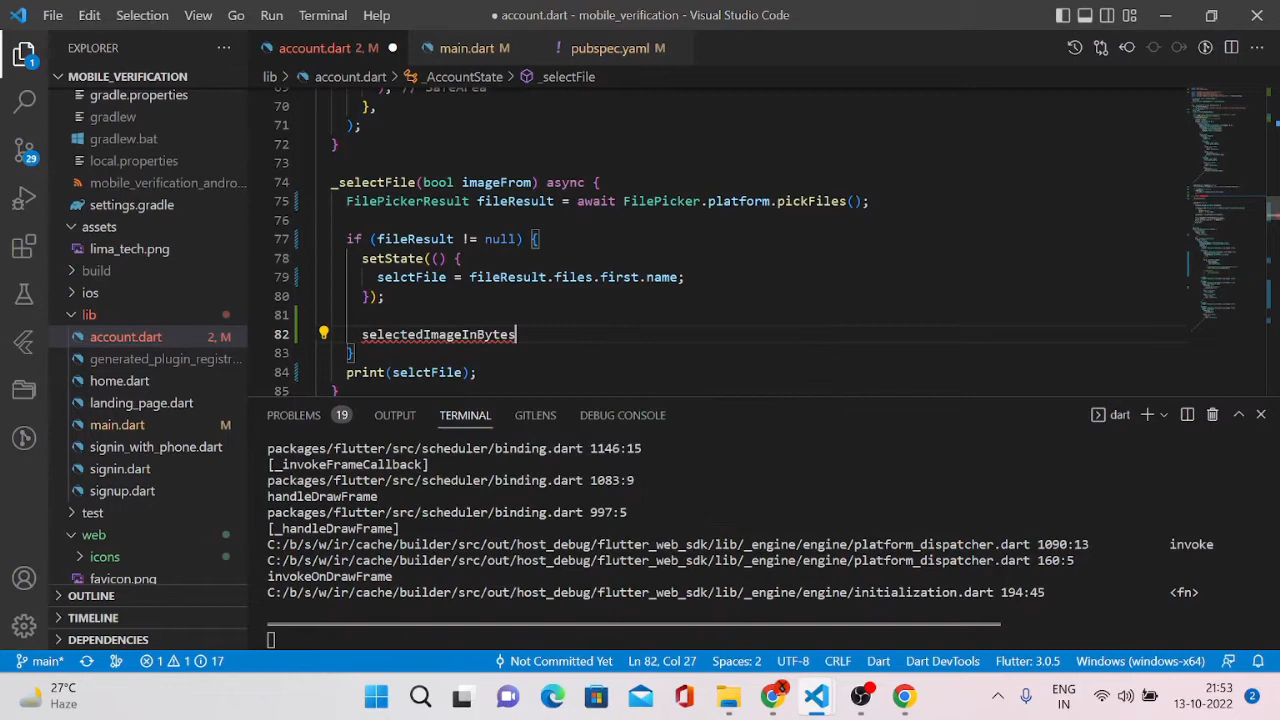 File Edit Selection View Go Run Terminal Help
● account.dart - mobile_verification - Visual Studio Code
EXPLORER
MOBILE_VERIFICATION
gradle.properties
gradlew
gradlew.bat
local.properties
mobile_verification_andro...
settings.gradle
assets
lima_tech.png
build
ios
lib
account.dart 2, M
generated_plugin_registr...
home.dart
landing_page.dart
main.dart M
signin_with_phone.dart
signin.dart
signup.dart
test
web
icons
favicon.png
OUTLINE
TIMELINE
DEPENDENCIES
1
29
account.dart 2, M ●
main.dart M
! pubspec.yaml M
lib > account.dart > _AccountState > _selectFile
69 ); // SafeArea
70 },
71 );
72 }
73
74 _selectFile(bool imageFrom) async {
75 FilePickerResult fileResult = await FilePicker.platform.pickFiles();
76
77 if (fileResult != null) {
78 setState(() {
79 selctFile = fileResult.files.first.name;
80 });
81
82 selectedImageInBytes
83 }
84 print(selctFile);
85 }
PROBLEMS 19 OUTPUT TERMINAL GITLENS DEBUG CONSOLE
dart
packages/flutter/src/scheduler/binding.dart 1146:15
[_invokeFrameCallback]
packages/flutter/src/scheduler/binding.dart 1083:9
handleDrawFrame
packages/flutter/src/scheduler/binding.dart 997:5
[_handleDrawFrame]
C:/b/s/w/ir/cache/builder/src/out/host_debug/flutter_web_sdk/lib/_engine/engine/platform_dispatcher.dart 1090:13 invoke
C:/b/s/w/ir/cache/builder/src/out/host_debug/flutter_web_sdk/lib/_engine/engine/platform_dispatcher.dart 160:5
invokeOnDrawFrame
C:/b/s/w/ir/cache/builder/src/out/host_debug/flutter_web_sdk/lib/_engine/engine/initialization.dart 194:45 <fn>
main* 1 1 17 Not Committed Yet Ln 82, Col 27 Spaces: 2 UTF-8 CRLF Dart Dart DevTools Flutter: 3.0.5 Windows (windows-x64)
27°C
Haze
ENG
IN
21:53
13-10-2022
2